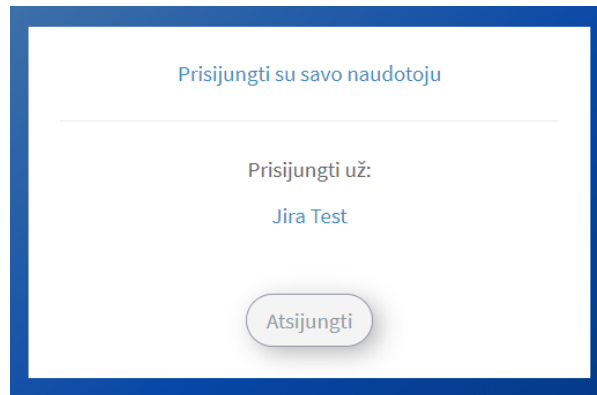 Prisijungti su savo naudotoju
Prisijungti už:
Jira Test
Atsijungti